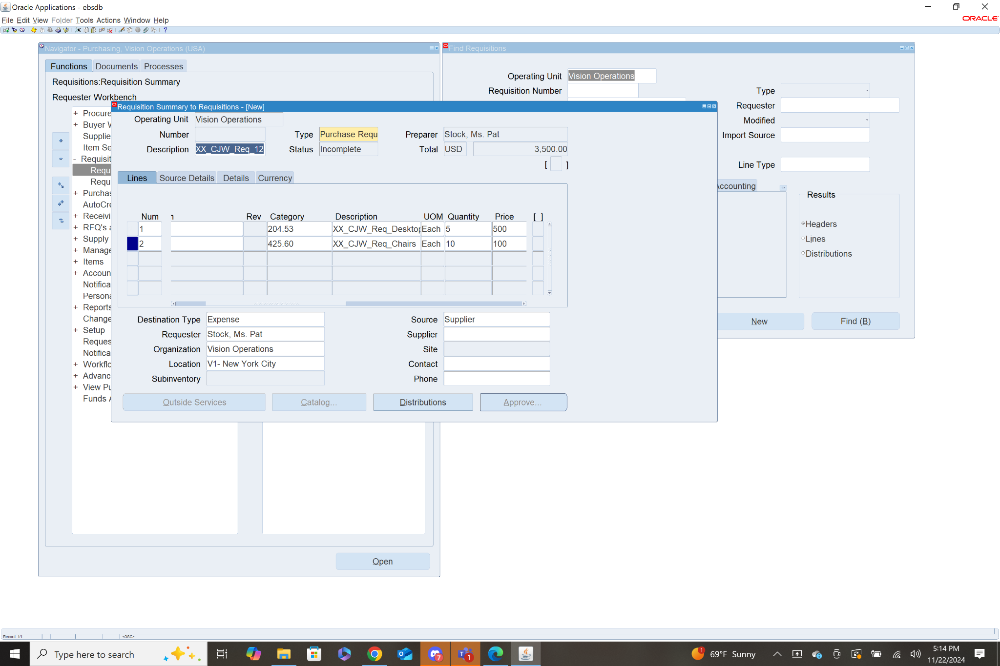 Oracle Applications - ebsdb
File Edit View Folder Tools Actions Window Help
ORACLE
Navigator - Purchasing, Vision Operations (USA)
Functions Documents Processes
Requisitions:Requisition Summary
Requester Workbench
+ Procure
+ Buyer W
Supplie
Item Se
- Requisit
Requ
Requ
+ Purchas
AutoCre
+ Receivi
+ RFQ's a
+ Supply
+ Manage
+ Items
+ Accoun
Notifica
Persona
+ Reports
Change
+ Setup
Reques
Notifica
+ Workflo
+ Advanc
+ View Pu
Funds A
Open
Find Requisitions
Operating Unit Vision Operations
Requisition Number
Type
Requester
Modified
Import Source
Line Type
Accounting
Results
Headers
Lines
Distributions
New Find (B)
Requisition Summary to Requisitions - [New]
Operating Unit Vision Operations
Number Type Purchase Requ Preparer Stock, Ms. Pat
Description XX_CJW_Req_12 Status Incomplete Total USD 3,500.00
[ ]
Lines Source Details Details Currency
Num Rev Category Description UOM Quantity Price [ ]
1 204.53 XX_CJW_Req_Desktop Each 5 500
2 425.60 XX_CJW_Req_Chairs Each 10 100
Destination Type Expense Source Supplier
Requester Stock, Ms. Pat Supplier
Organization Vision Operations Site
Location V1- New York City Contact
Subinventory Phone
Outside Services Catalog... Distributions Approve...
Record: 1/1 ... <OSC>
Type here to search
7
1
1
69°F Sunny
5:14 PM
11/22/2024